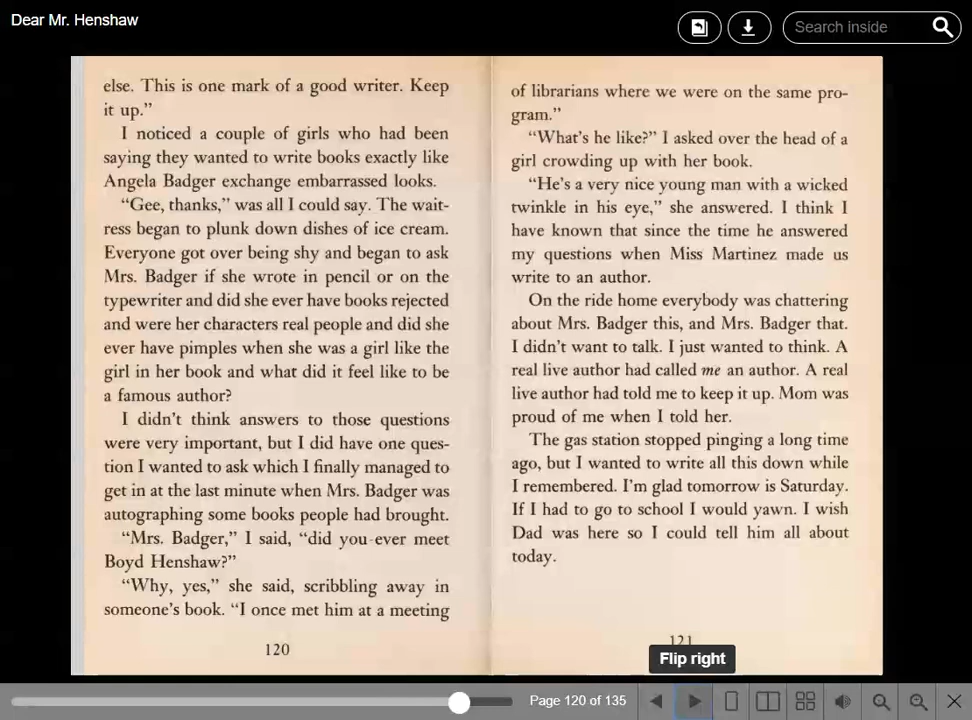 Dear Mr. Henshaw
Search inside
else. This is one mark of a good writer. Keep
it up.”
I noticed a couple of girls who had been
saying they wanted to write books exactly like
Angela Badger exchange embarrassed looks.
“Gee, thanks,” was all I could say. The wait-
ress began to plunk down dishes of ice cream.
Everyone got over being shy and began to ask
Mrs. Badger if she wrote in pencil or on the
typewriter and did she ever have books rejected
and were her characters real people and did she
ever have pimples when she was a girl like the
girl in her book and what did it feel like to be
a famous author?
I didn’t think answers to those questions
were very important, but I did have one ques-
tion I wanted to ask which I finally managed to
get in at the last minute when Mrs. Badger was
autographing some books people had brought.
“Mrs. Badger,” I said, “did you ever meet
Boyd Henshaw?”
“Why, yes,” she said, scribbling away in
someone’s book. “I once met him at a meeting
120
of librarians where we were on the same pro-
gram.”
“What’s he like?” I asked over the head of a
girl crowding up with her book.
“He’s a very nice young man with a wicked
twinkle in his eye,” she answered. I think I
have known that since the time he answered
my questions when Miss Martinez made us
write to an author.
On the ride home everybody was chattering
about Mrs. Badger this, and Mrs. Badger that.
I didn’t want to talk. I just wanted to think. A
real live author had called me an author. A real
live author had told me to keep it up. Mom was
proud of me when I told her.
The gas station stopped pinging a long time
ago, but I wanted to write all this down while
I remembered. I’m glad tomorrow is Saturday.
If I had to go to school I would yawn. I wish
Dad was here so I could tell him all about
today.
121
Flip right
Page 120 of 135